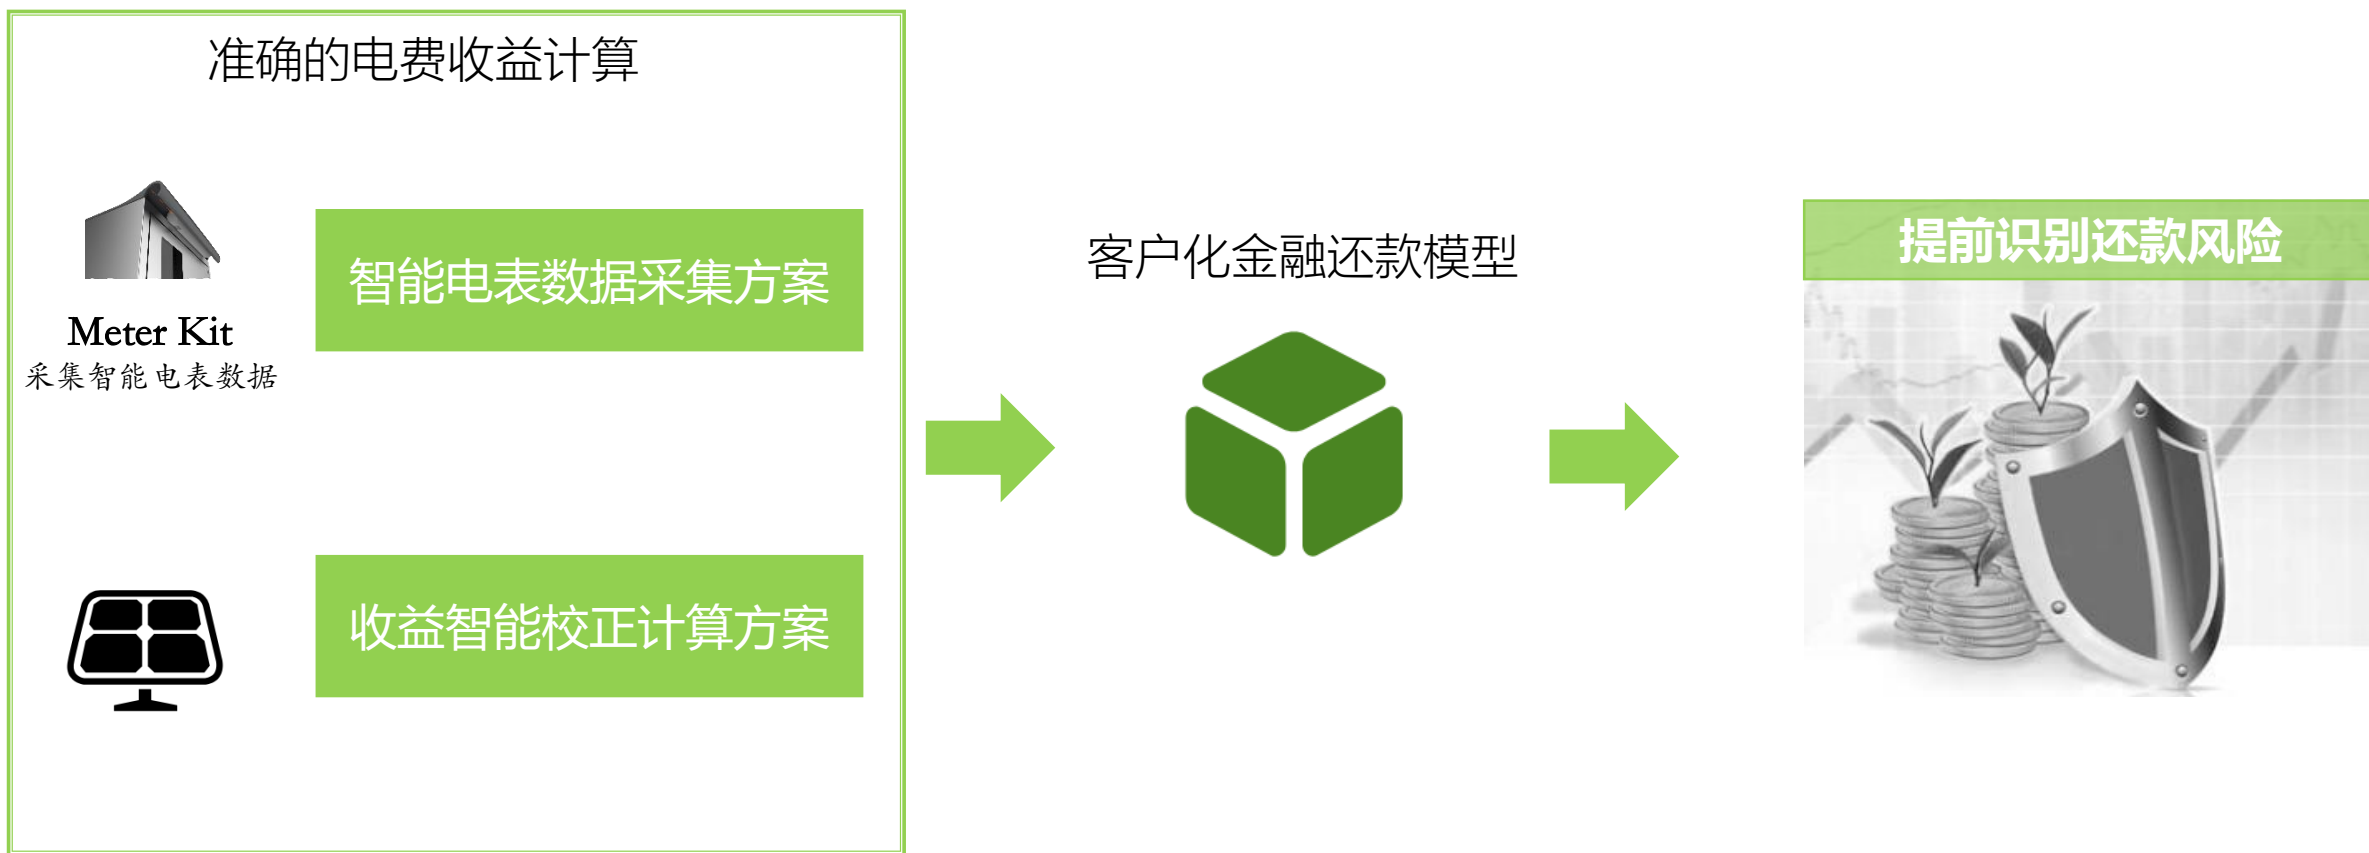 准确的电费收益计算
智能电表数据采集方案
Meter Kit
采集智能电表数据
收益智能校正计算方案
客户化金融还款模型
提前识别还款风险